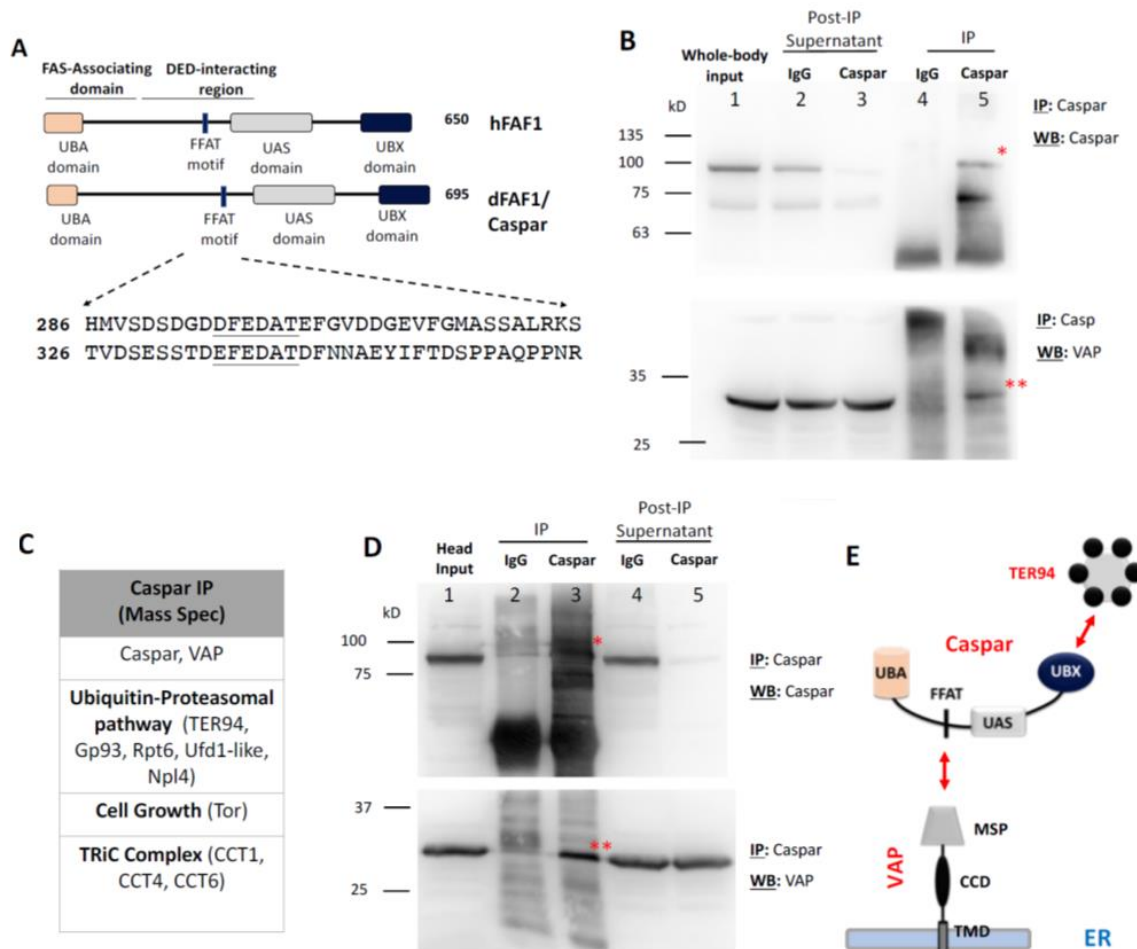 A
FAS-Associating domain
DED-interacting region
650
hFAF1
UBA domain
FFAT motif
UAS domain
UBX domain
695
dFAF1/ Caspar
UBA domain
FFAT motif
UAS domain
UBX domain
286 HMVSDSDGDDFEDATEFGVDDGEVFGMASSALRKS
326 TVDSESSTDEFEDATDFNNAEYIFTDSPPAQPPNR
B
Post-IP
Supernatant
IP
Whole-body input
IgG Caspar IgG Caspar
kD
1 2 3 4 5
135
100
75
63
*
IP: Caspar
WB: Caspar
35
25
**
IP: Casp
WB: VAP
C
Caspar IP
(Mass Spec)
Caspar, VAP
Ubiquitin-Proteasomal
pathway (TER94,
Gp93, Rpt6, Ufd1-like,
Npl4)
Cell Growth (Tor)
TRiC Complex (CCT1,
CCT4, CCT6)
D
Head Input
IP
Post-IP
Supernatant
IgG Caspar IgG Caspar
kD
1 2 3 4 5
100
75
*
IP: Caspar
WB: Caspar
37
25
**
IP: Caspar
WB: VAP
E
TER94
Caspar
UBA
FFAT
UAS
UBX
VAP
MSP
CCD
TMD
ER